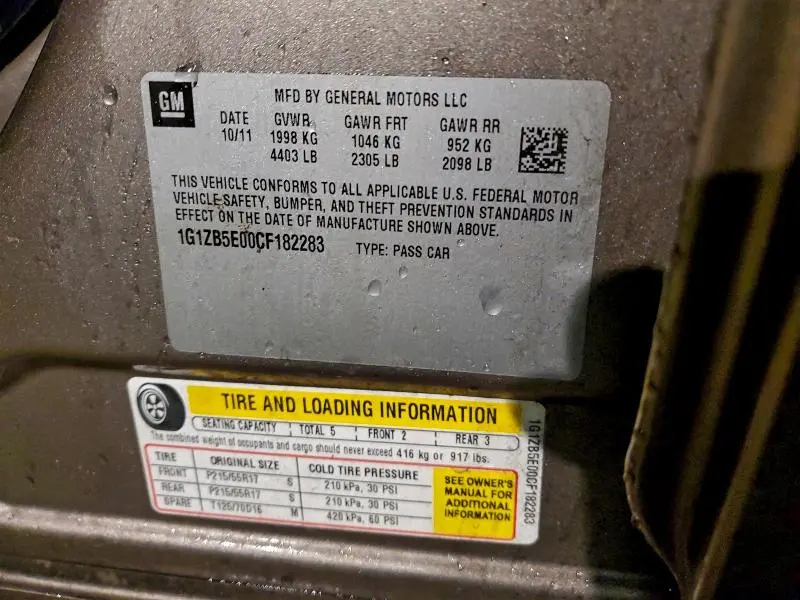 GM
MFD BY GENERAL MOTORS LLC
DATE GVWR GAWR FRT GAWR RR
10/11 1998 KG 1046 KG 952 KG
4403 LB 2305 LB 2098 LB
THIS VEHICLE CONFORMS TO ALL APPLICABLE U.S. FEDERAL MOTOR
VEHICLE SAFETY, BUMPER, AND THEFT PREVENTION STANDARDS IN
EFFECT ON THE DATE OF MANUFACTURE SHOWN ABOVE.
1G1ZB5E00CF182283 TYPE: PASS CAR
TIRE AND LOADING INFORMATION
SEATING CAPACITY TOTAL 5 FRONT 2 REAR 3
The combined weight of occupants and cargo should never exceed 416 kg or 917 lbs.
TIRE ORIGINAL SIZE COLD TIRE PRESSURE
FRONT P215/55R17 S 210 kPa, 30 PSI
REAR P215/55R17 S 210 kPa, 30 PSI
SPARE T125/70D16 M 420 kPa, 60 PSI
SEE OWNER'S
MANUAL FOR
ADDITIONAL
INFORMATION
1G1ZB5E00CF182283